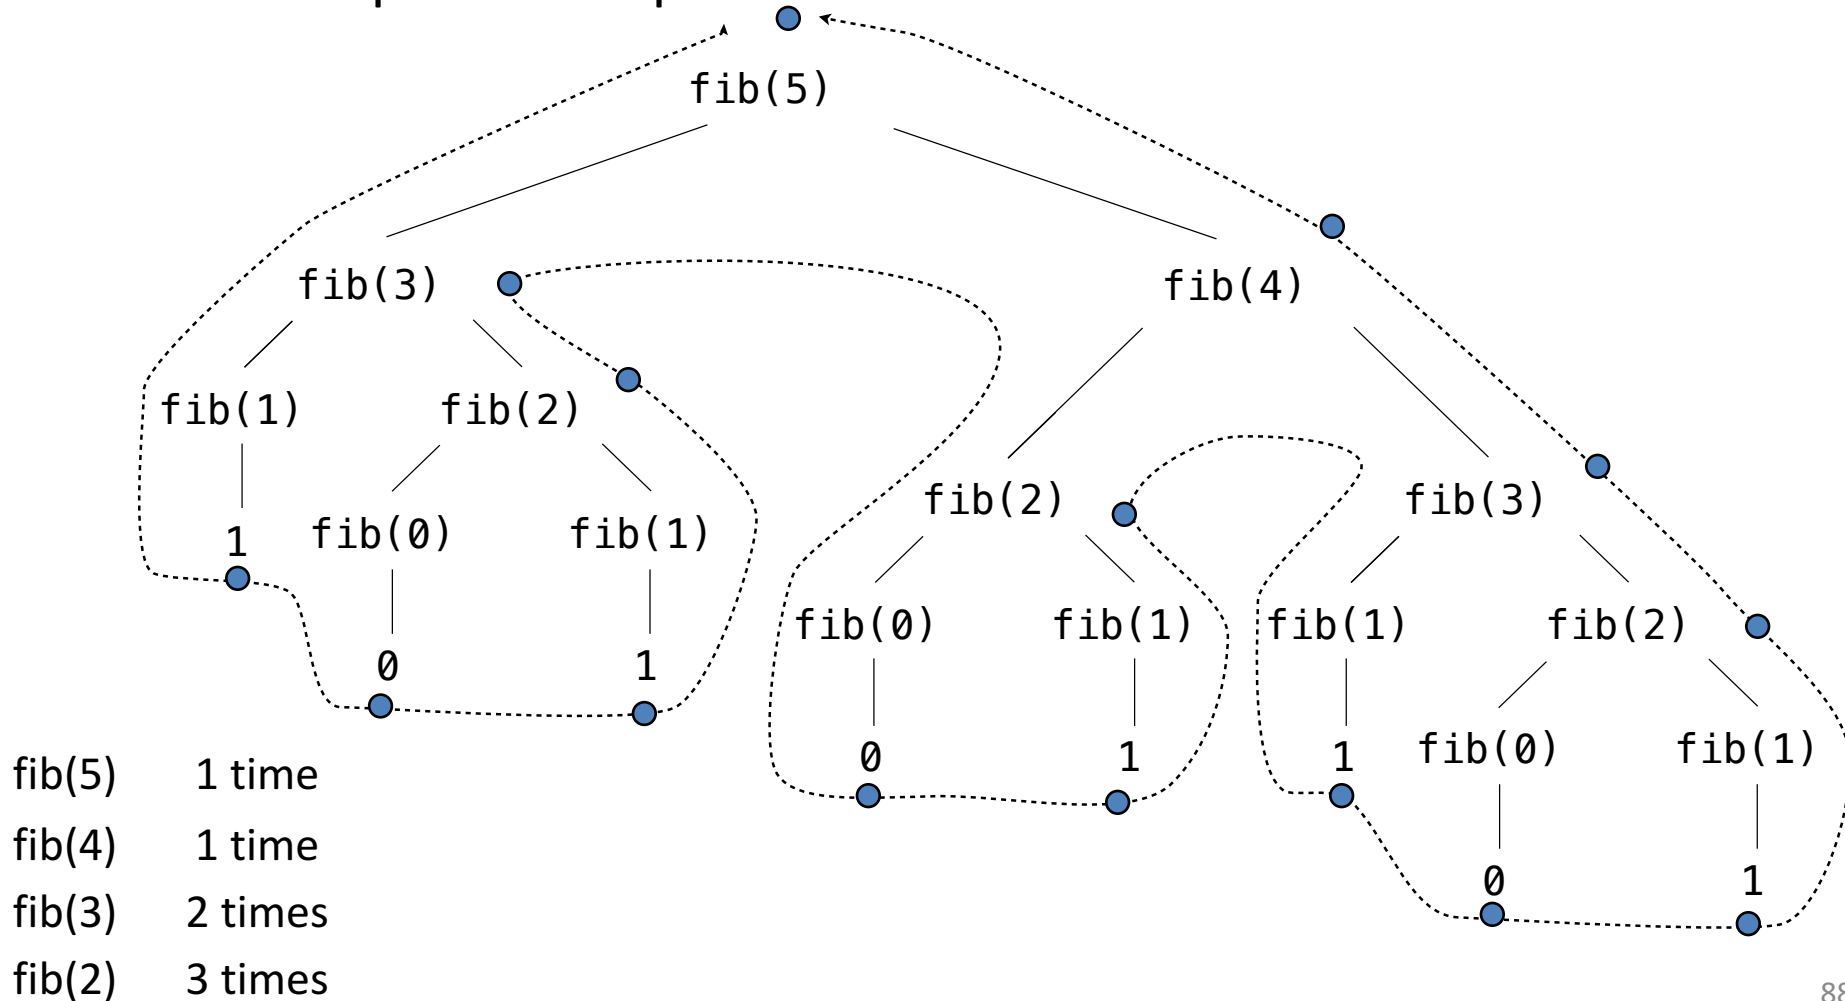 fib(5)
fib(3) fib(4)
fib(1) fib(2)
fib(2) fib(3)
1 fib(0) fib(1)
fib(0) fib(1) fib(1) fib(2)
0 1
0 1 1 fib(0) fib(1)
fib(5) 1 time
fib(4) 1 time
0 1
fib(3) 2 times
fib(2) 3 times